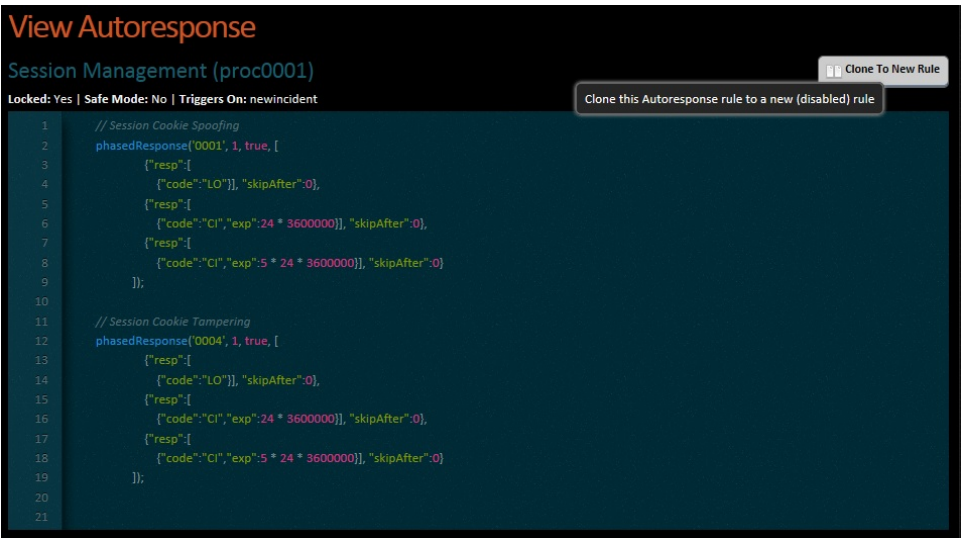 View Autoresponse
Session Management (proc0001)
Clone To New Rule
Locked: Yes | Safe Mode: No | Triggers On: newincident
Clone this Autoresponse rule to a new (disabled) rule
1 // Session Cookie Spoofing
2 phasedResponse('0001', 1, true, [
3 {"resp":[
4 {"code":"LO"}], "skipAfter":0},
5 {"resp":[
6 {"code":"CI","exp":24 * 3600000}], "skipAfter":0},
7 {"resp":[
8 {"code":"CI","exp":5 * 24 * 3600000}], "skipAfter":0}
9 ]);
10
11 // Session Cookie Tampering
12 phasedResponse('0004', 1, true, [
13 {"resp":[
14 {"code":"LO"}], "skipAfter":0},
15 {"resp":[
16 {"code":"CI","exp":24 * 3600000}], "skipAfter":0},
17 {"resp":[
18 {"code":"CI","exp":5 * 24 * 3600000}], "skipAfter":0}
19 ]);
20
21